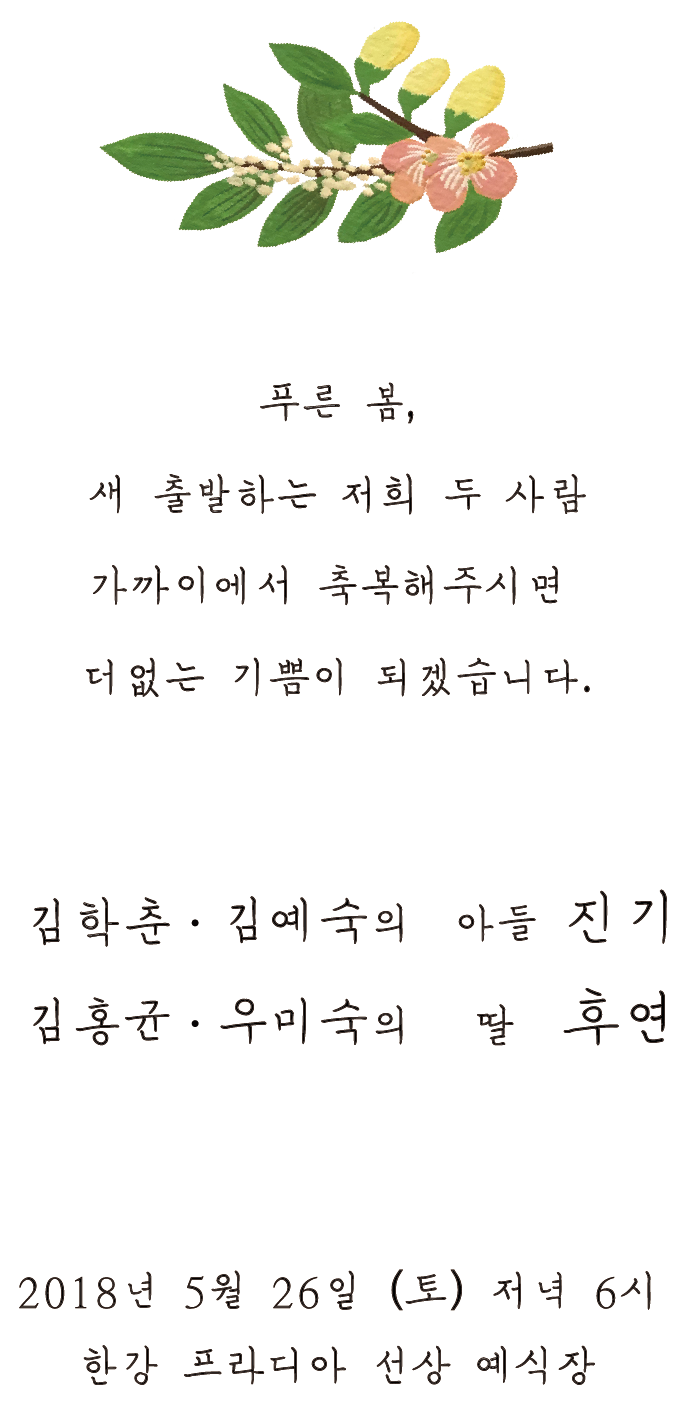 푸른 봄,
새 출발하는 저희 두 사람
가까이에서 축복해주시면
더없는 기쁨이 되겠습니다.
김학춘 · 김예숙의 아들 진기
김홍균 · 우미숙의 딸 후연
2018년 5월 26일 (토) 저녁 6시
한강 프라디아 선상 예식장